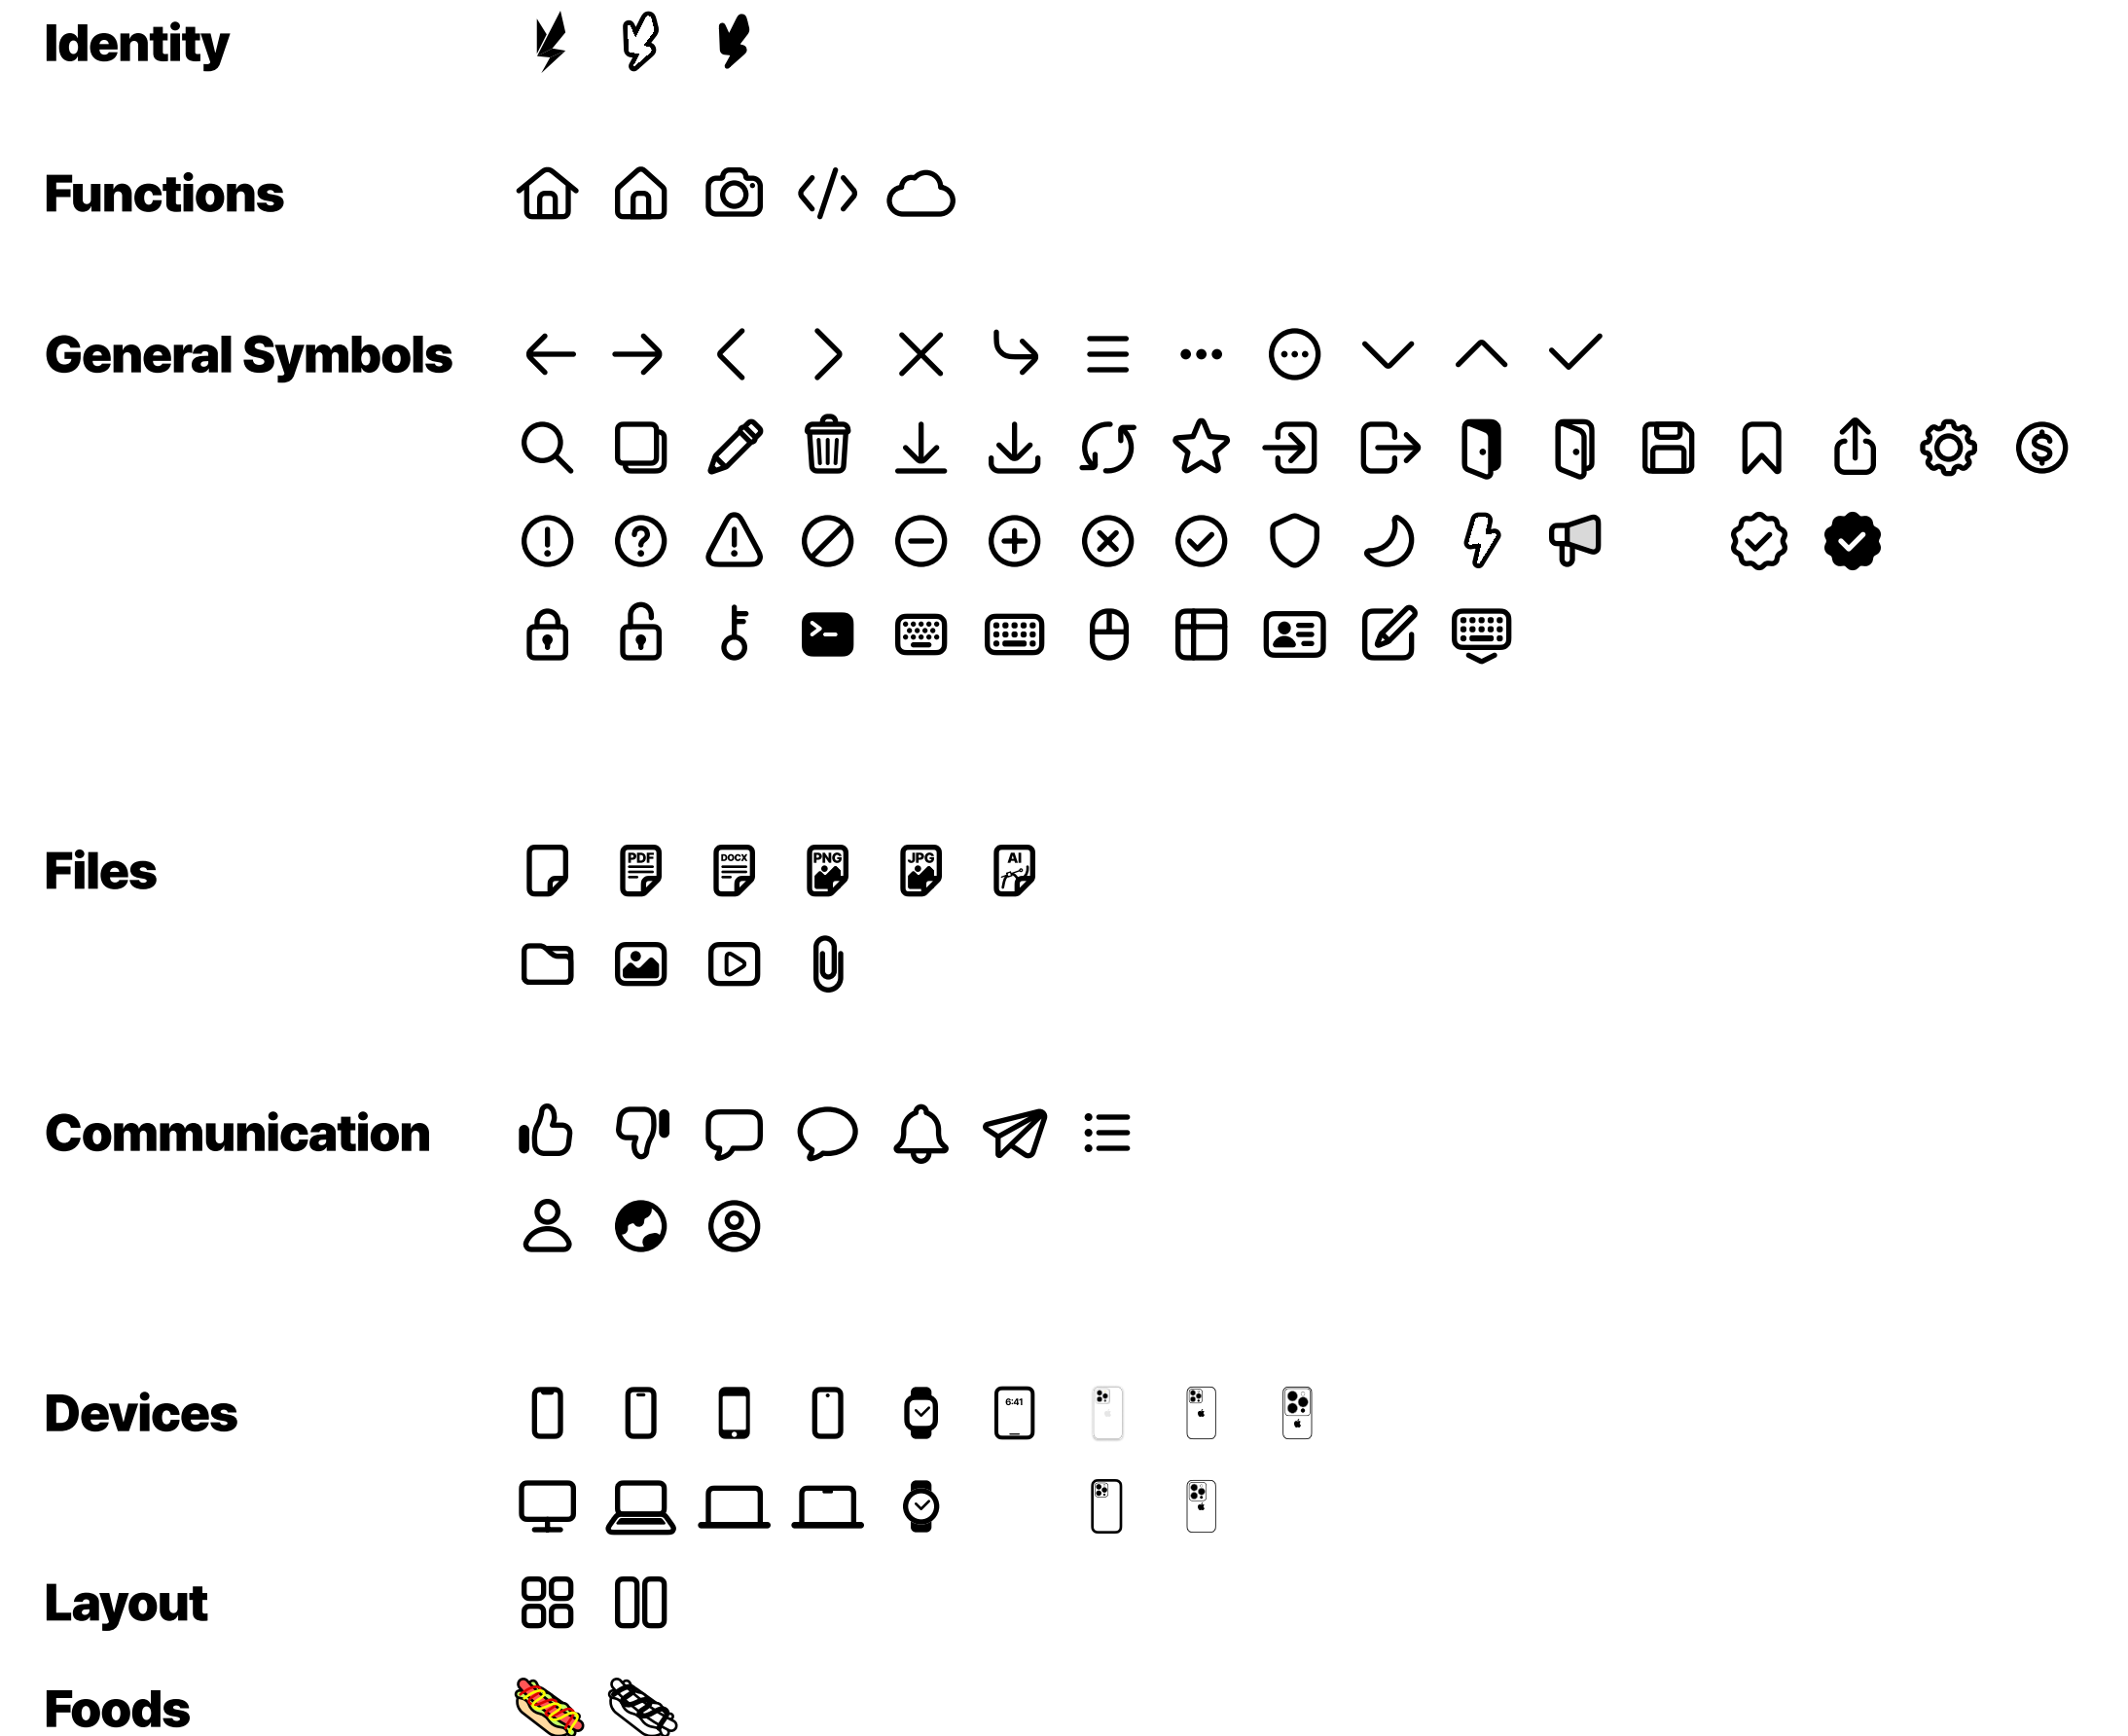 Identity
Functions
General Symbols
Files
PDF DOCX PNG JPG AI
Communication
Devices
6:41
Layout
Foods